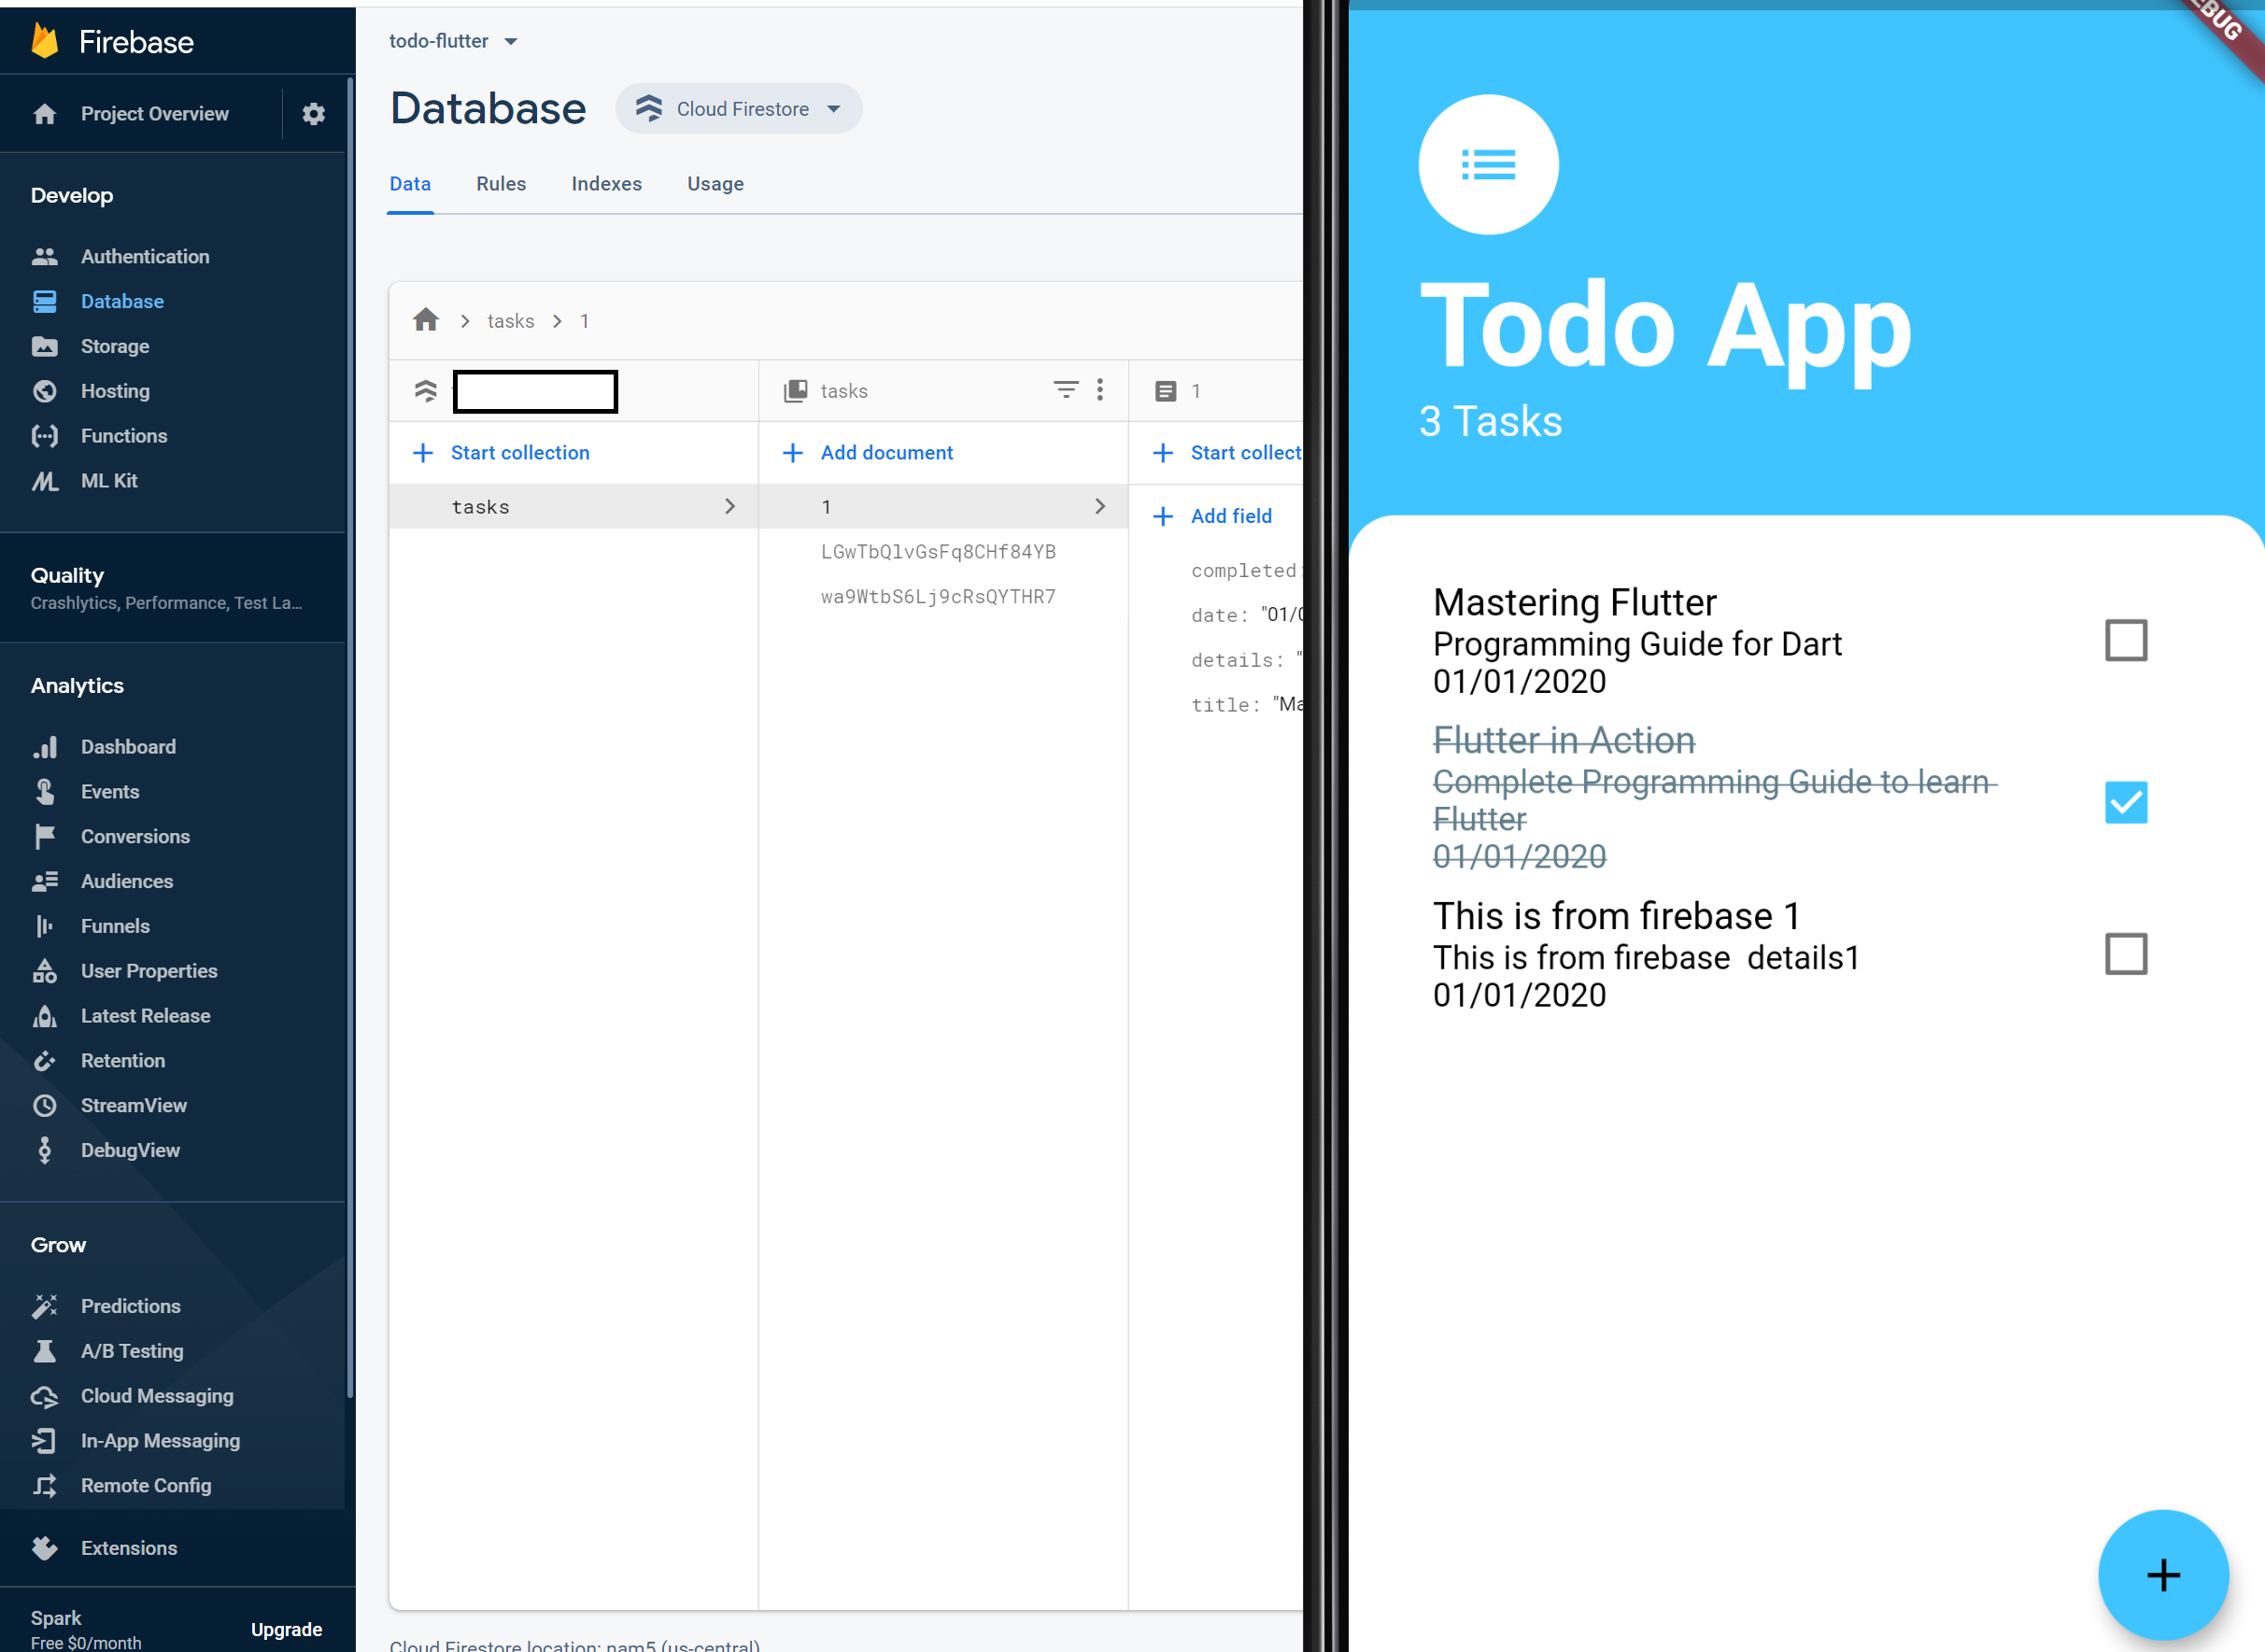 Firebase
Project Overview
Develop
Authentication
Database
Storage
Hosting
Functions
ML Kit
Quality
Crashlytics, Performance, Test La...
Analytics
Dashboard
Events
Conversions
Audiences
Funnels
User Properties
Latest Release
Retention
StreamView
DebugView
Grow
Predictions
A/B Testing
Cloud Messaging
In-App Messaging
Remote Config
Extensions
Spark
Free $0/month
Upgrade
todo-flutter
Database
Cloud Firestore
Data Rules Indexes Usage
tasks 1
tasks
1
Start collection
Add document
Start collect
tasks
1
LGwTbQlvGsFq8CHf84YB
wa9WtbS6Lj9cRsQYTHR7
Add field
completed:
date: "01/0
details: "
title: "Ma
Cloud Firestore location: nam5 (us-central)
EBUG
Todo App
3 Tasks
Mastering Flutter
Programming Guide for Dart
01/01/2020
Flutter in Action
Complete Programming Guide to learn
Flutter
01/01/2020
This is from firebase 1
This is from firebase  details1
01/01/2020